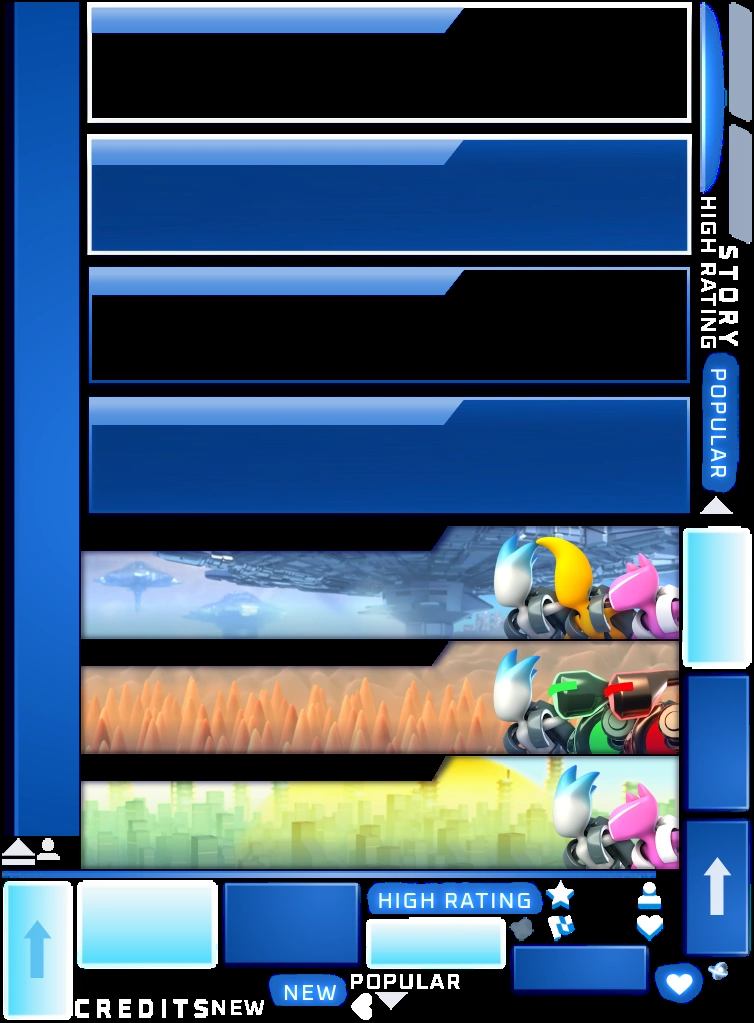 HIGH RATING
STORY
POPULAR
HIGH RATING
POPULAR
NEW
CREDITS
NEW